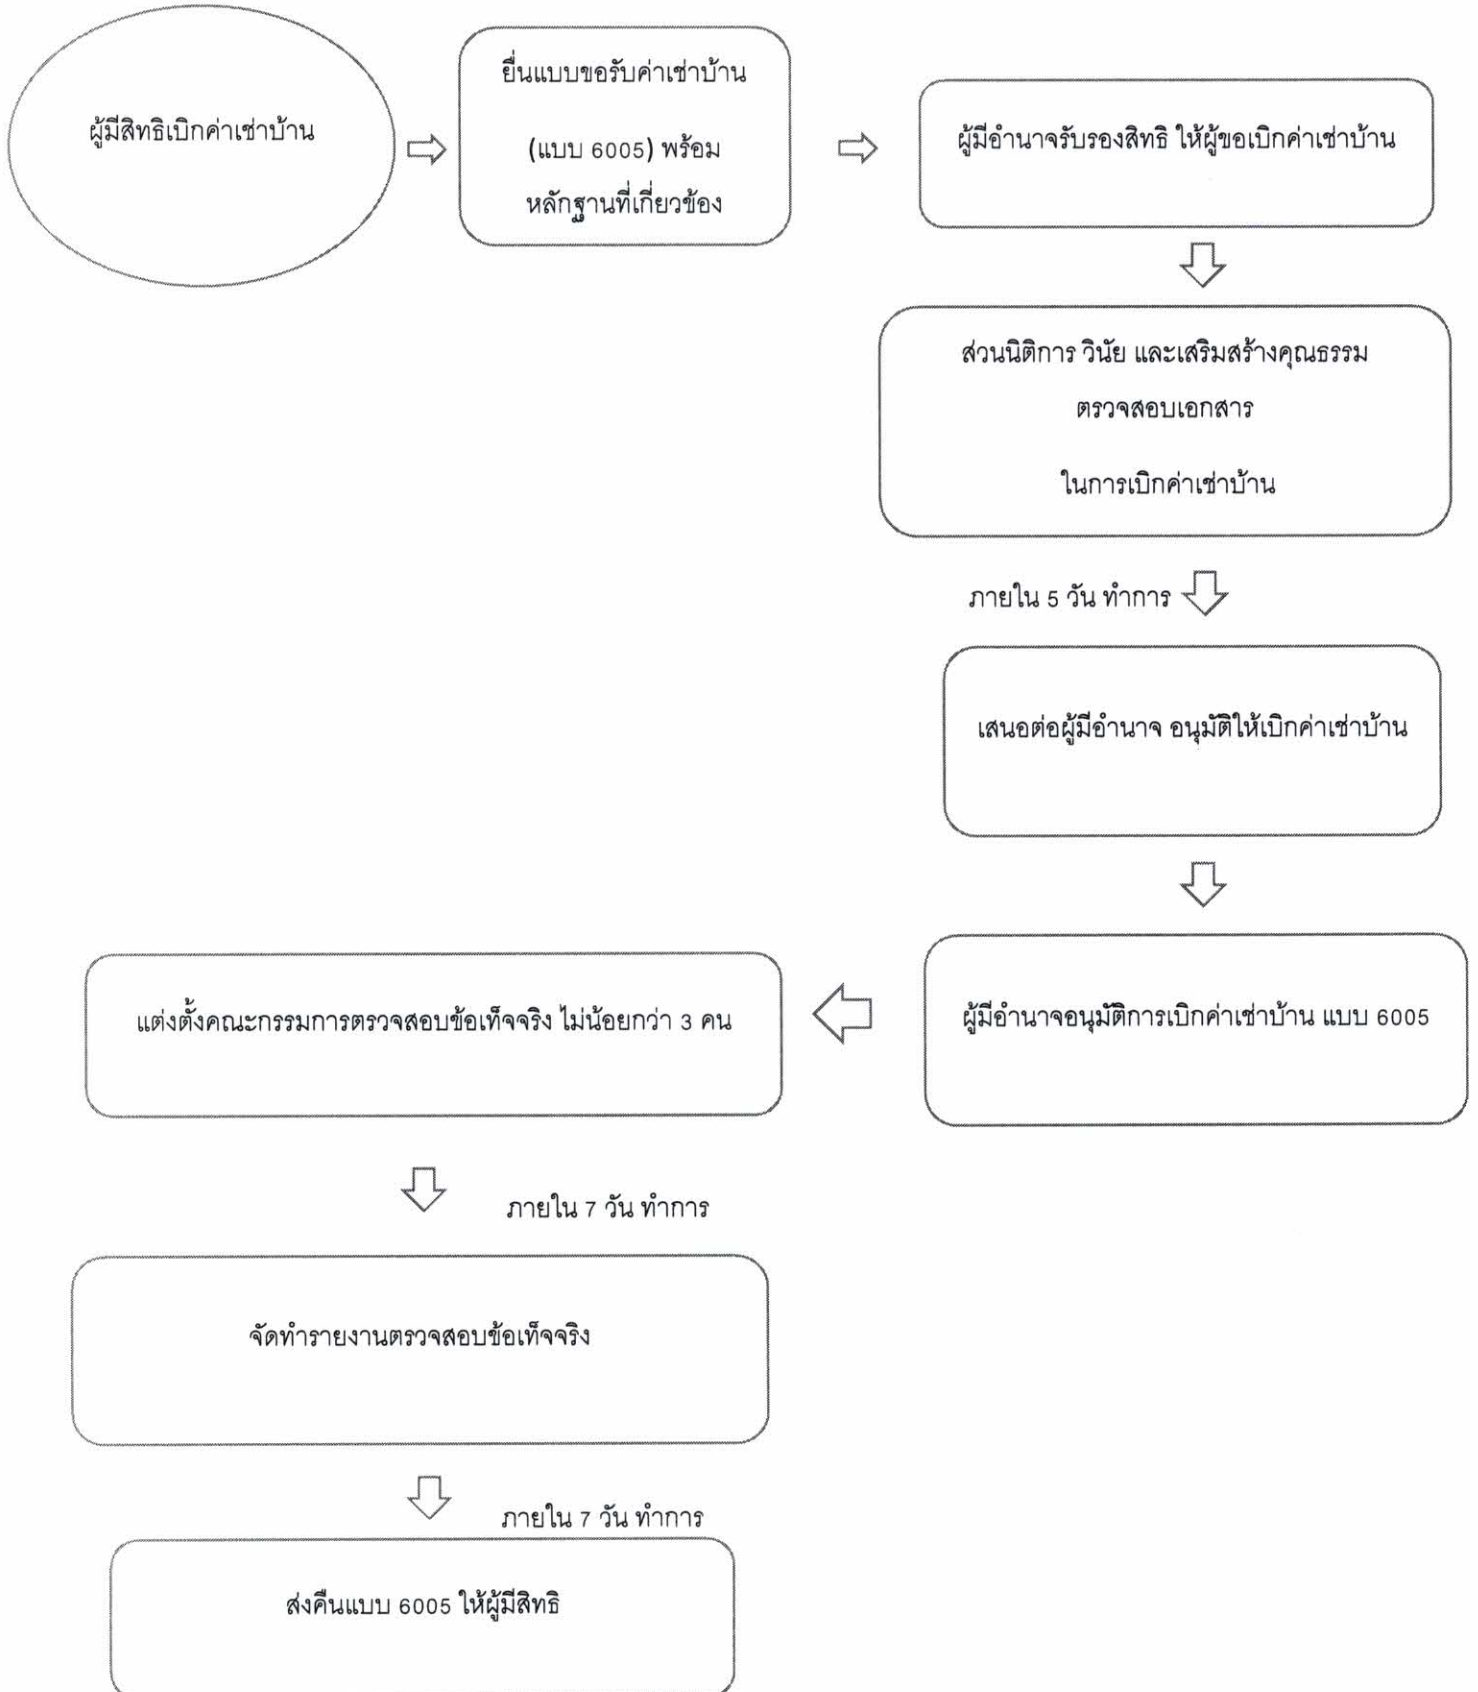 ผู้มีสิทธิเบิกค่าเช่าบ้าน
ยื่นแบบขอรับค่าเช่าบ้าน
(แบบ 6005) พร้อม
หลักฐานที่เกี่ยวข้อง
ผู้มีอำนาจรับรองสิทธิ ให้ผู้ขอเบิกค่าเช่าบ้าน
ส่วนนิติการ วินัย และเสริมสร้างคุณธรรม
ตรวจสอบเอกสาร
ในการเบิกค่าเช่าบ้าน
ภายใน 5 วัน ทำการ
เสนอต่อผู้มีอำนาจ อนุมัติให้เบิกค่าเช่าบ้าน
ผู้มีอำนาจอนุมัติการเบิกค่าเช่าบ้าน แบบ 6005
แต่งตั้งคณะกรรมการตรวจสอบข้อเท็จจริง ไม่น้อยกว่า 3 คน
ภายใน 7 วัน ทำการ
จัดทำรายงานตรวจสอบข้อเท็จจริง
ภายใน 7 วัน ทำการ
ส่งคืนแบบ 6005 ให้ผู้มีสิทธิ